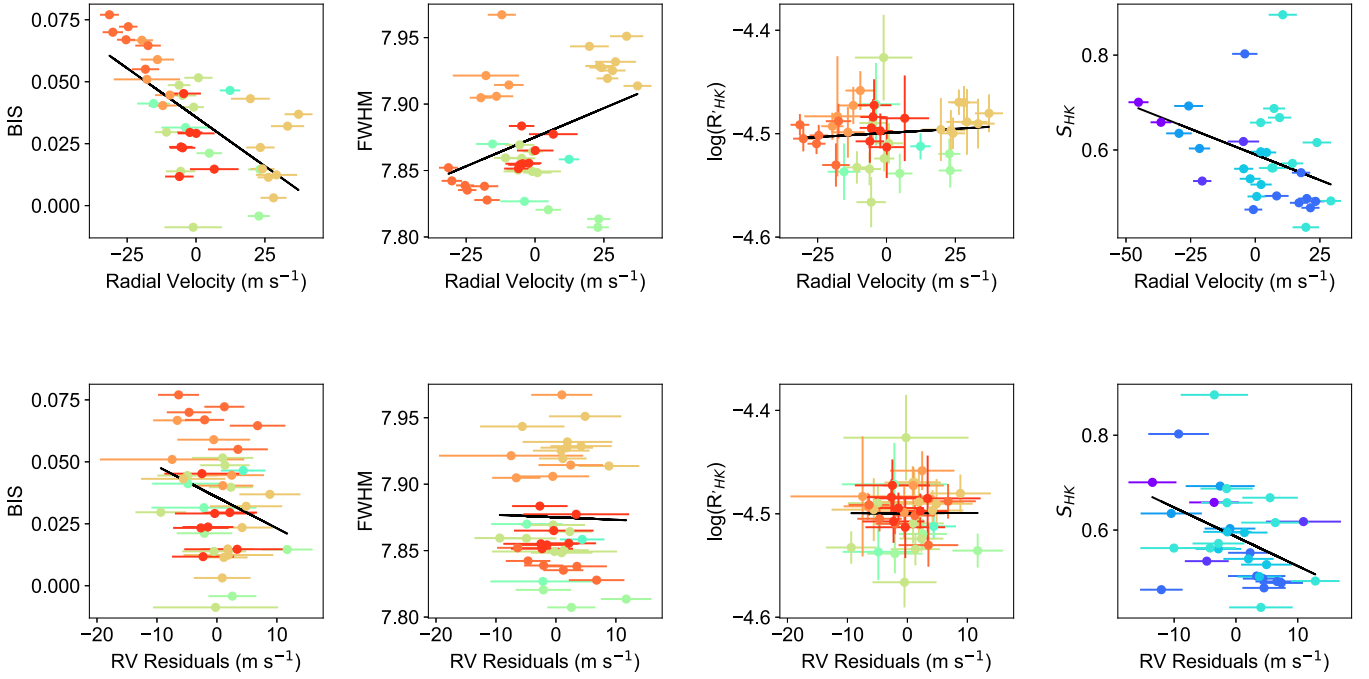 BIS
0.075
0.050
0.025
0.000
−25 0 25
Radial Velocity (m s⁻¹)
FWHM
7.95
7.90
7.85
7.80
−25 0 25
Radial Velocity (m s⁻¹)
log(R'HK)
−4.4
−4.5
−4.6
−25 0 25
Radial Velocity (m s⁻¹)
SHK
0.8
0.6
−50 −25 0 25
Radial Velocity (m s⁻¹)
BIS
0.075
0.050
0.025
0.000
−20 −10 0 10
RV Residuals (m s⁻¹)
FWHM
7.95
7.90
7.85
7.80
−20 −10 0 10
RV Residuals (m s⁻¹)
log(R'HK)
−4.4
−4.5
−4.6
−20 −10 0 10
RV Residuals (m s⁻¹)
SHK
0.8
0.6
−10 0 10
RV Residuals (m s⁻¹)